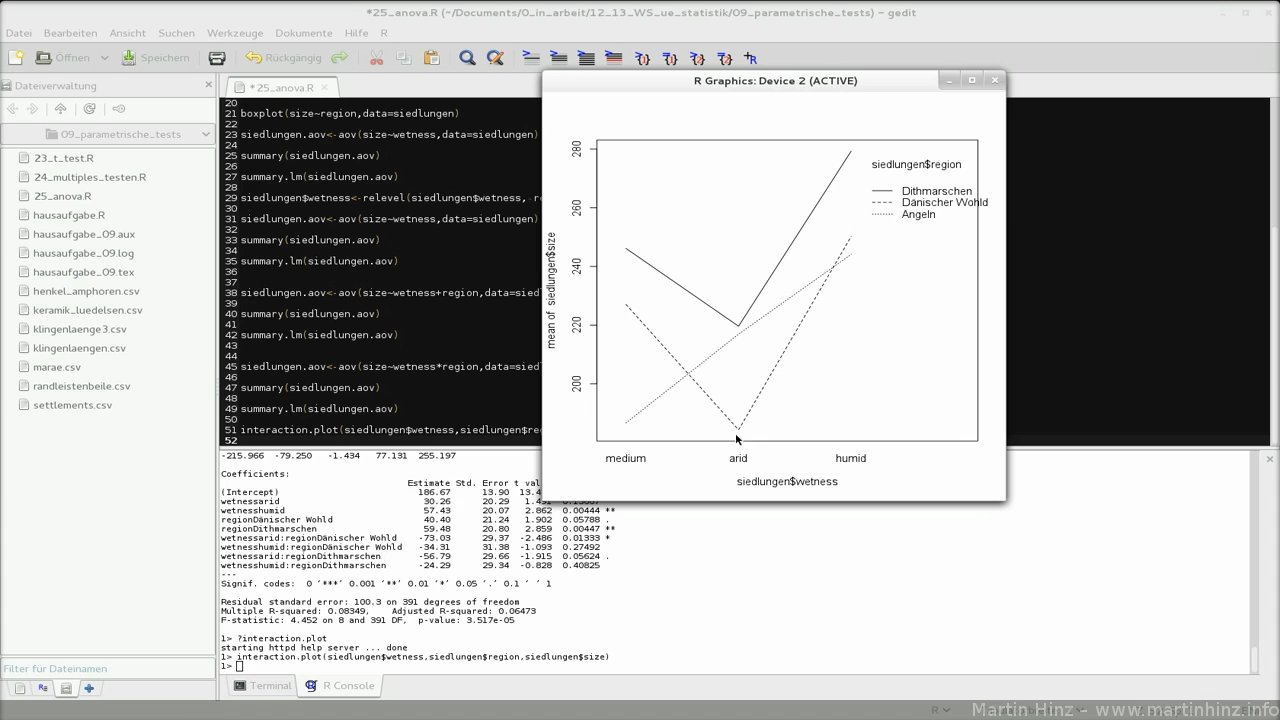 *25_anova.R (~/Documents/0_in_arbeit/12_13_WS_ue_statistik/09_parametrische_tests) - gedit
Datei Bearbeiten Ansicht Suchen Werkzeuge Dokumente Hilfe R
Öffnen Speichern Rückgängig
Dateiverwaltung
*25_anova.R
09_parametrische_tests
23_t_test.R
24_multiples_testen.R
25_anova.R
hausaufgabe.R
hausaufgabe_09.aux
hausaufgabe_09.log
hausaufgabe_09.tex
henkel_amphoren.csv
keramik_luedelsen.csv
klingenlaenge3.csv
klingenlaengen.csv
marae.csv
randleistenbeile.csv
settlements.csv
Filter für Dateinamen
20
21 boxplot(size~region,data=siedlungen)
22
23 siedlungen.aov<-aov(size~wetness,data=siedlungen)
24
25 summary(siedlungen.aov)
26
27 summary.lm(siedlungen.aov)
28
29 siedlungen$wetness<-relevel(siedlungen$wetness, re
30
31 siedlungen.aov<-aov(size~wetness,data=siedlungen)
32
33 summary(siedlungen.aov)
34
35 summary.lm(siedlungen.aov)
36
37
38 siedlungen.aov<-aov(size~wetness+region,data=siedl
39
40 summary(siedlungen.aov)
41
42 summary.lm(siedlungen.aov)
43
44
45 siedlungen.aov<-aov(size~wetness*region,data=siedl
46
47 summary(siedlungen.aov)
48
49 summary.lm(siedlungen.aov)
50
51 interaction.plot(siedlungen$wetness,siedlungen$reg
52
R Graphics: Device 2 (ACTIVE)
siedlungen$region
Dithmarschen
Dänischer Wohld
Angeln
280
260
240
220
200
mean of siedlungen$size
medium arid humid
siedlungen$wetness
-215.966 -79.250 -1.434 77.131 255.197
Coefficients:
Estimate Std. Error t val
(Intercept) 186.67 13.90 13.4
wetnessarid 30.26 20.29
wetnesshumid 57.43 20.07 2.862 0.00444 **
regionDänischer Wohld 40.40 21.24 1.902 0.05788 .
regionDithmarschen 59.48 20.80 2.859 0.00447 **
wetnessarid:regionDänischer Wohld -73.03 29.37 -2.486 0.01333 *
wetnesshumid:regionDänischer Wohld -34.31 31.38 -1.093 0.27492
wetnessarid:regionDithmarschen -56.79 29.66 -1.915 0.05624 .
wetnesshumid:regionDithmarschen -24.29 29.34 -0.828 0.40825
---
Signif. codes: 0 '***' 0.001 '**' 0.01 '*' 0.05 '.' 0.1 ' ' 1
Residual standard error: 100.3 on 391 degrees of freedom
Multiple R-squared: 0.08349, Adjusted R-squared: 0.06473
F-statistic: 4.452 on 8 and 391 DF, p-value: 3.517e-05
1> ?interaction.plot
starting httpd help server ... done
1> interaction.plot(siedlungen$wetness,siedlungen$region,siedlungen$size)
1>
Terminal R Console
R
Martin Hinz - www.martinhinz.info